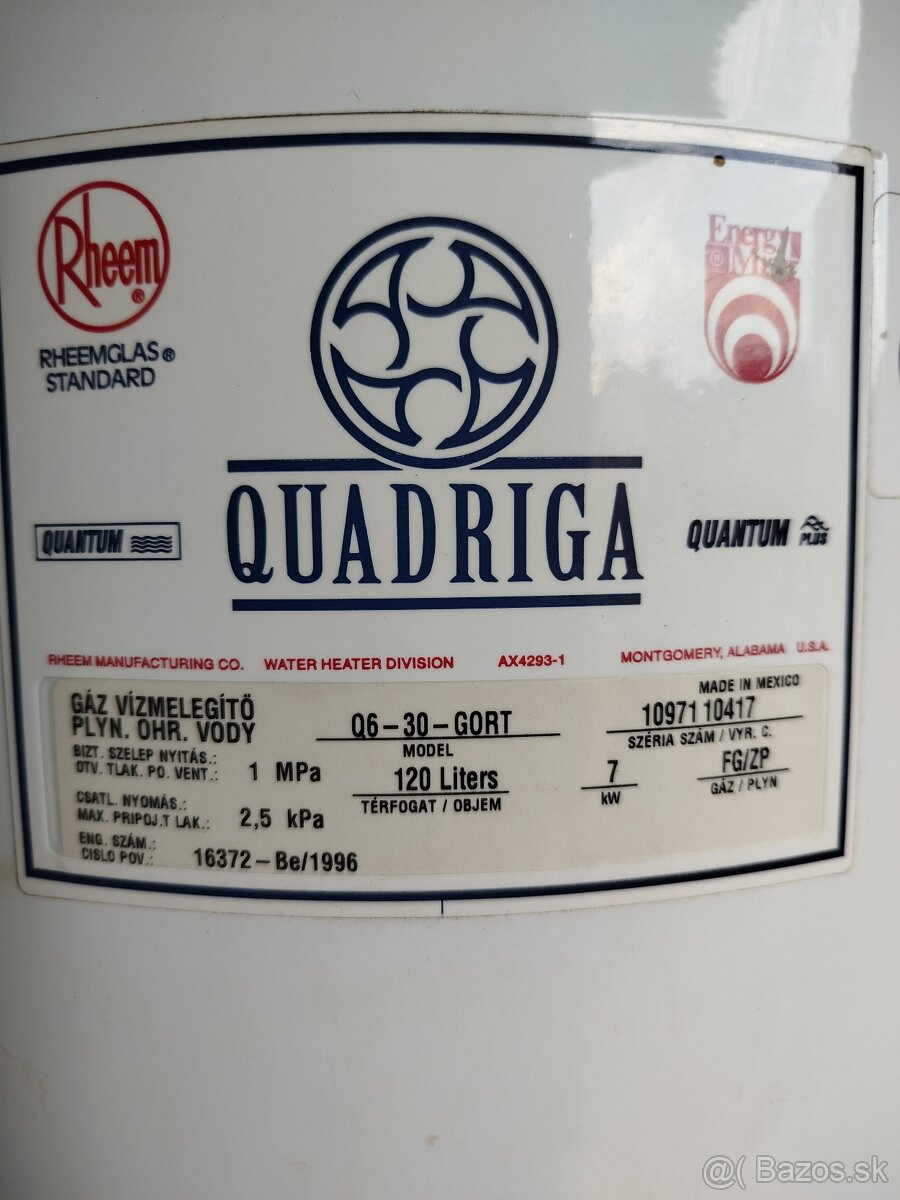 Rheem®
RHEEMGLAS®
STANDARD
Energy
®
QUANTUM
QUADRIGA
QUANTUM PLUS
RHEEM MANUFACTURING CO. WATER HEATER DIVISION AX4293-1 MONTGOMERY, ALABAMA U.S.A.
MADE IN MEXICO
GÁZ VÍZMELEGÍTÖ
PLYN. OHR. VODY
Q6-30-GORT
MODEL
1097110417
SZÉRIA SZÁM / VYR. C.
BIZT. SZELEP NYITÁS.:
OTV. TLAK. PO. VENT.: 1 MPa
120 Liters
TÉRFOGAT / OBJEM
7
kW
FG/ZP
GÁZ / PLYN
CSATL. NYOMÁS.:
MAX. PRIPOJ.T LAK.: 2,5 kPa
ENG. SZÁM.:
CISLO POV.: 16372-Be/1996
@( Bazos.sk